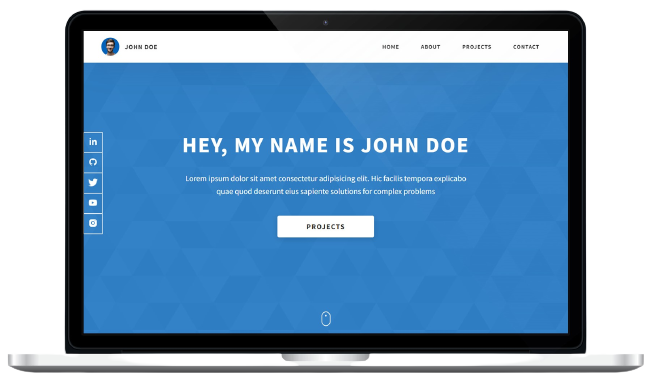 JOHN DOE
HOME ABOUT PROJECTS CONTACT
HEY, MY NAME IS JOHN DOE
Lorem ipsum dolor sit amet consectetur adipisicing elit. Hic facilis tempora explicabo
quae quod deserunt eius sapiente solutions for complex problems
PROJECTS